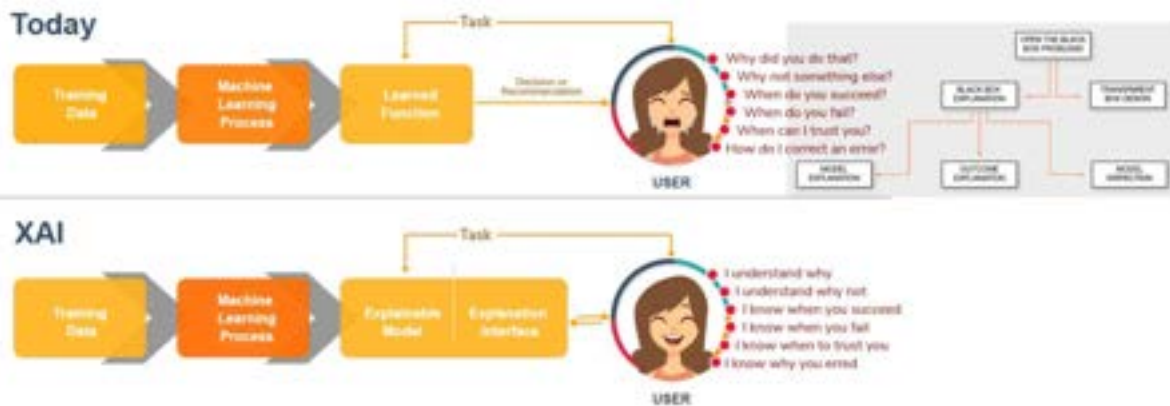 Today
Task
Training
Data
Machine
Learning
Process
Learned
Function
Decision or
Recommendation
USER
Why did you do that?
Why not something else?
When do you succeed?
When do you fail?
When can I trust you?
How do I correct an error?
OPEN THE BLACK
BOX PROBLEMS
BLACK BOX
EXPLANATION
TRANSPARENT
BOX DESIGN
MODEL
EXPLANATION
OUTCOME
EXPLANATION
MODEL
INSPECTION
XAI
Task
Training
Data
Machine
Learning
Process
Explainable
Model
Explanation
Interface
USER
I understand why
I understand why not
I know when you succeed
I know when you fail
I know when to trust you
I know why you erred